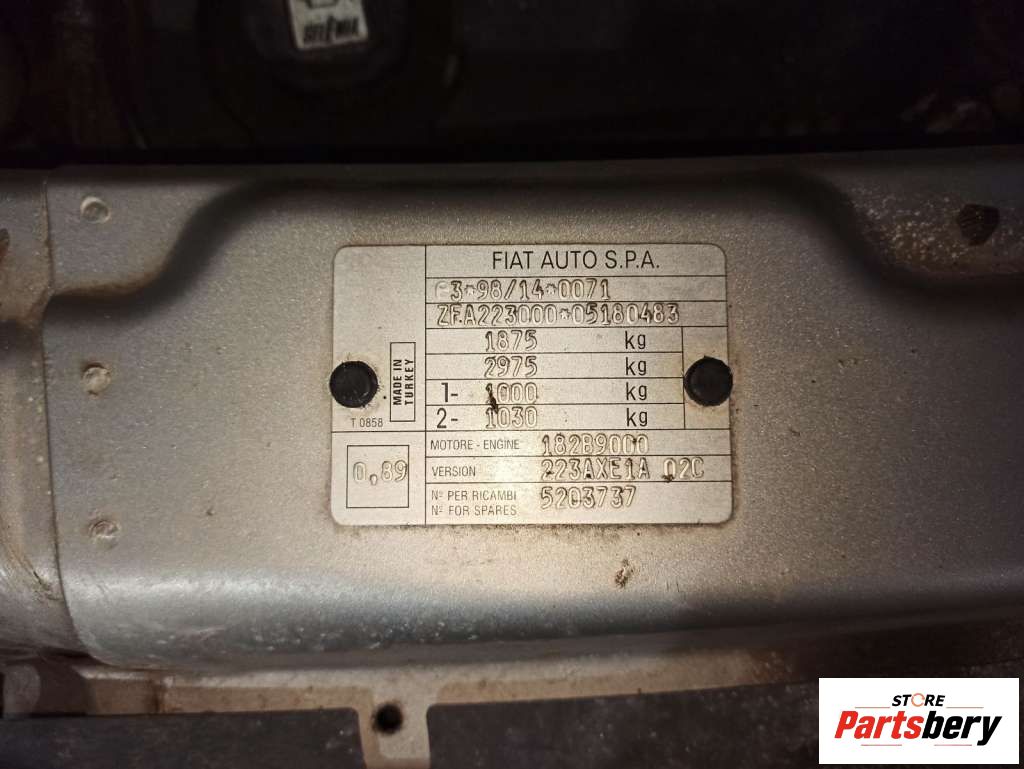 SELENIA
FIAT AUTO S.P.A.
e3*98/14*0071
ZFA223000*05180483
1875 kg
2975 kg
1- 1000 kg
2- 1030 kg
MADE IN
TURKEY
T 0858
0,89
MOTORE - ENGINE 182B9000
VERSION 223AXE1A 02C
Nº PER RICAMBI
Nº FOR SPARES
5203737
STORE
Partsbery